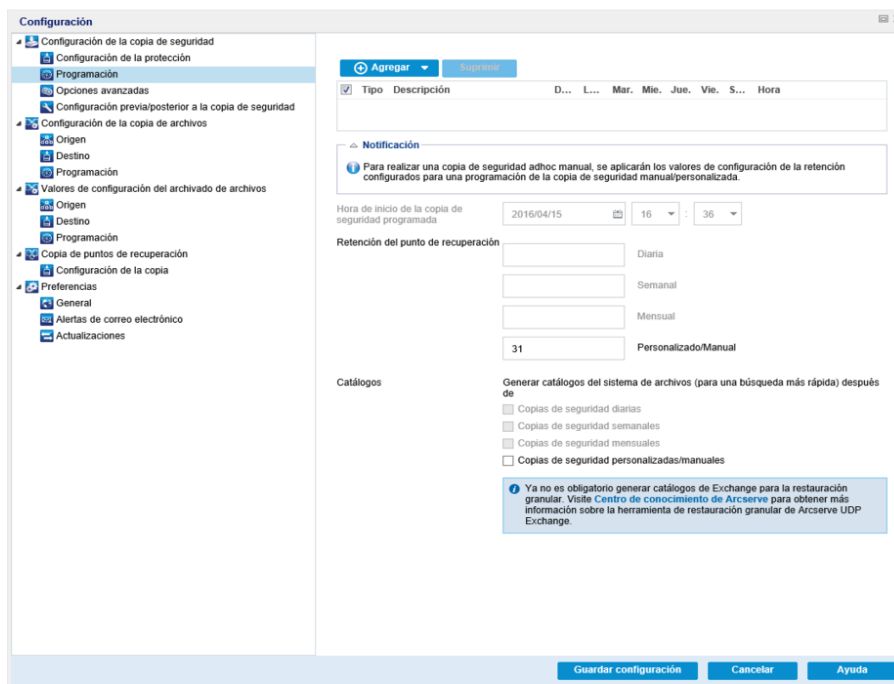 Configuración
Configuración de la copia de seguridad
Configuración de la protección
Programación
Opciones avanzadas
Configuración previa/posterior a la copia de seguridad
Configuración de la copia de archivos
Origen
Destino
Programación
Valores de configuración del archivado de archivos
Origen
Destino
Programación
Copia de puntos de recuperación
Configuración de la copia
Preferencias
General
Alertas de correo electrónico
Actualizaciones
Agregar Suprimir
Tipo Descripción D... L... Mar. Mie. Jue. Vie. S... Hora
Notificación
Para realizar una copia de seguridad adhoc manual, se aplicarán los valores de configuración de la retención
configurados para una programación de la copia de seguridad manual/personalizada.
Hora de inicio de la copia de
seguridad programada
2016/04/15 16 : 36
Retención del punto de recuperación
Diaria
Semanal
Mensual
31 Personalizado/Manual
Catálogos
Generar catálogos del sistema de archivos (para una búsqueda más rápida) después
de
Copias de seguridad diarias
Copias de seguridad semanales
Copias de seguridad mensuales
Copias de seguridad personalizadas/manuales
Ya no es obligatorio generar catálogos de Exchange para la restauración
granular. Visite Centro de conocimiento de Arcserve para obtener más
información sobre la herramienta de restauración granular de Arcserve UDP
Exchange.
Guardar configuración Cancelar Ayuda